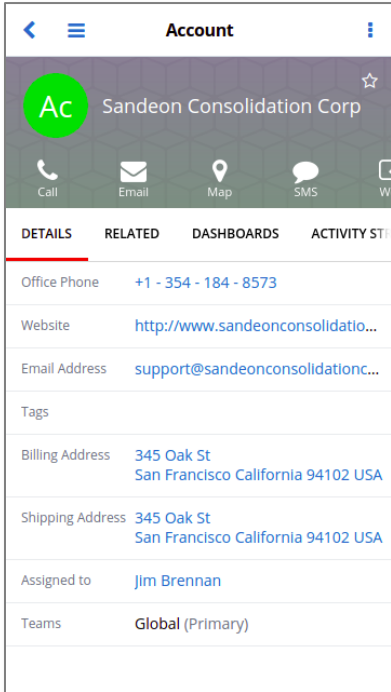 Account
Ac
Sandeon Consolidation Corp
Call
Email
Map
SMS
DETAILS
RELATED
DASHBOARDS
ACTIVITY
Office Phone
+1 - 354 - 184 - 8573
Website
http://www.sandeonconsolidatio...
Email Address
support@sandeonconsolidationc...
Tags
Billing Address
345 Oak St
San Francisco California 94102 USA
Shipping Address
345 Oak St
San Francisco California 94102 USA
Assigned to
Jim Brennan
Teams
Global (Primary)